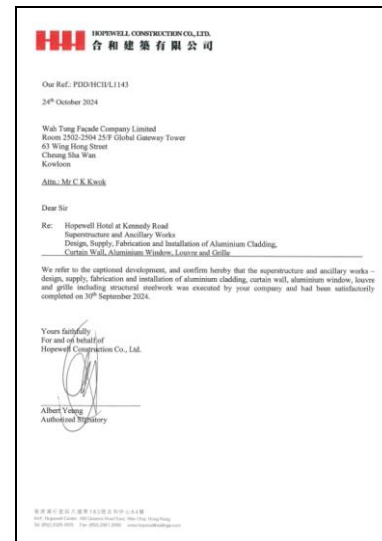 HOPEWELL CONSTRUCTION CO., LTD.
合和建築有限公司
Our Ref.: PDD/HCII/L1143
24th October 2024
Wah Tung Façade Company Limited
Room 2502-2504 25/F Global Gateway Tower
63 Wing Hong Street
Cheung Sha Wan
Kowloon
Attn.: Mr C K Kwok
Dear Sir
Re: Hopewell Hotel at Kennedy Road
Superstructure and Ancillary Works
Design, Supply, Fabrication and Installation of Aluminium Cladding,
Curtain Wall, Aluminium Window, Louvre and Grille
We refer to the captioned development, and confirm hereby that the superstructure and ancillary works –
design, supply, fabrication and installation of aluminium cladding, curtain wall, aluminium window, louvre
and grille including structural steelwork was executed by your company and had been satisfactorily
completed on 30th September 2024.
Yours faithfully
For and on behalf of
Hopewell Construction Co., Ltd.
Albert Yeung
Authorized Signatory